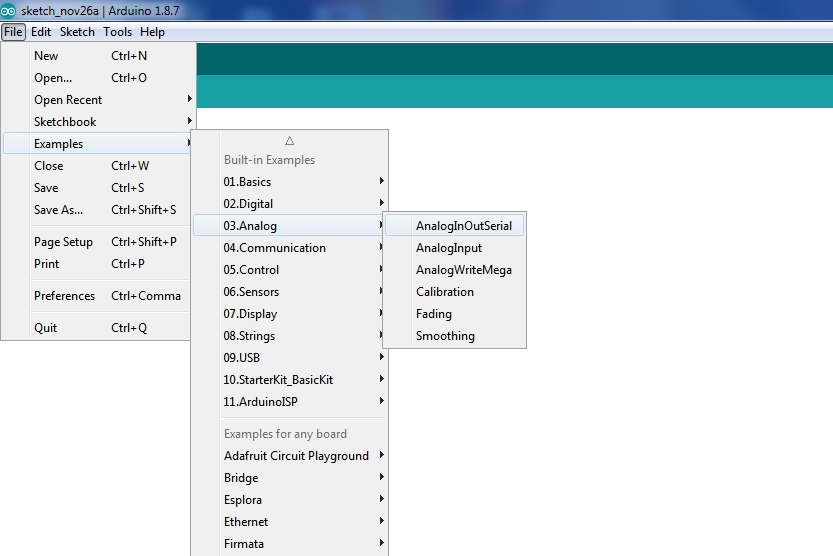 sketch_nov26a | Arduino 1.8.7
File Edit Sketch Tools Help
New Ctrl+N
Open... Ctrl+O
Open Recent
Sketchbook
Examples
Close Ctrl+W
Save Ctrl+S
Save As... Ctrl+Shift+S
Page Setup Ctrl+Shift+P
Print Ctrl+P
Preferences Ctrl+Comma
Quit Ctrl+Q
Built-in Examples
01.Basics
02.Digital
03.Analog
04.Communication
05.Control
06.Sensors
07.Display
08.Strings
09.USB
10.StarterKit_BasicKit
11.ArduinoISP
Examples for any board
Adafruit Circuit Playground
Bridge
Esplora
Ethernet
Firmata
AnalogInOutSerial
AnalogInput
AnalogWriteMega
Calibration
Fading
Smoothing